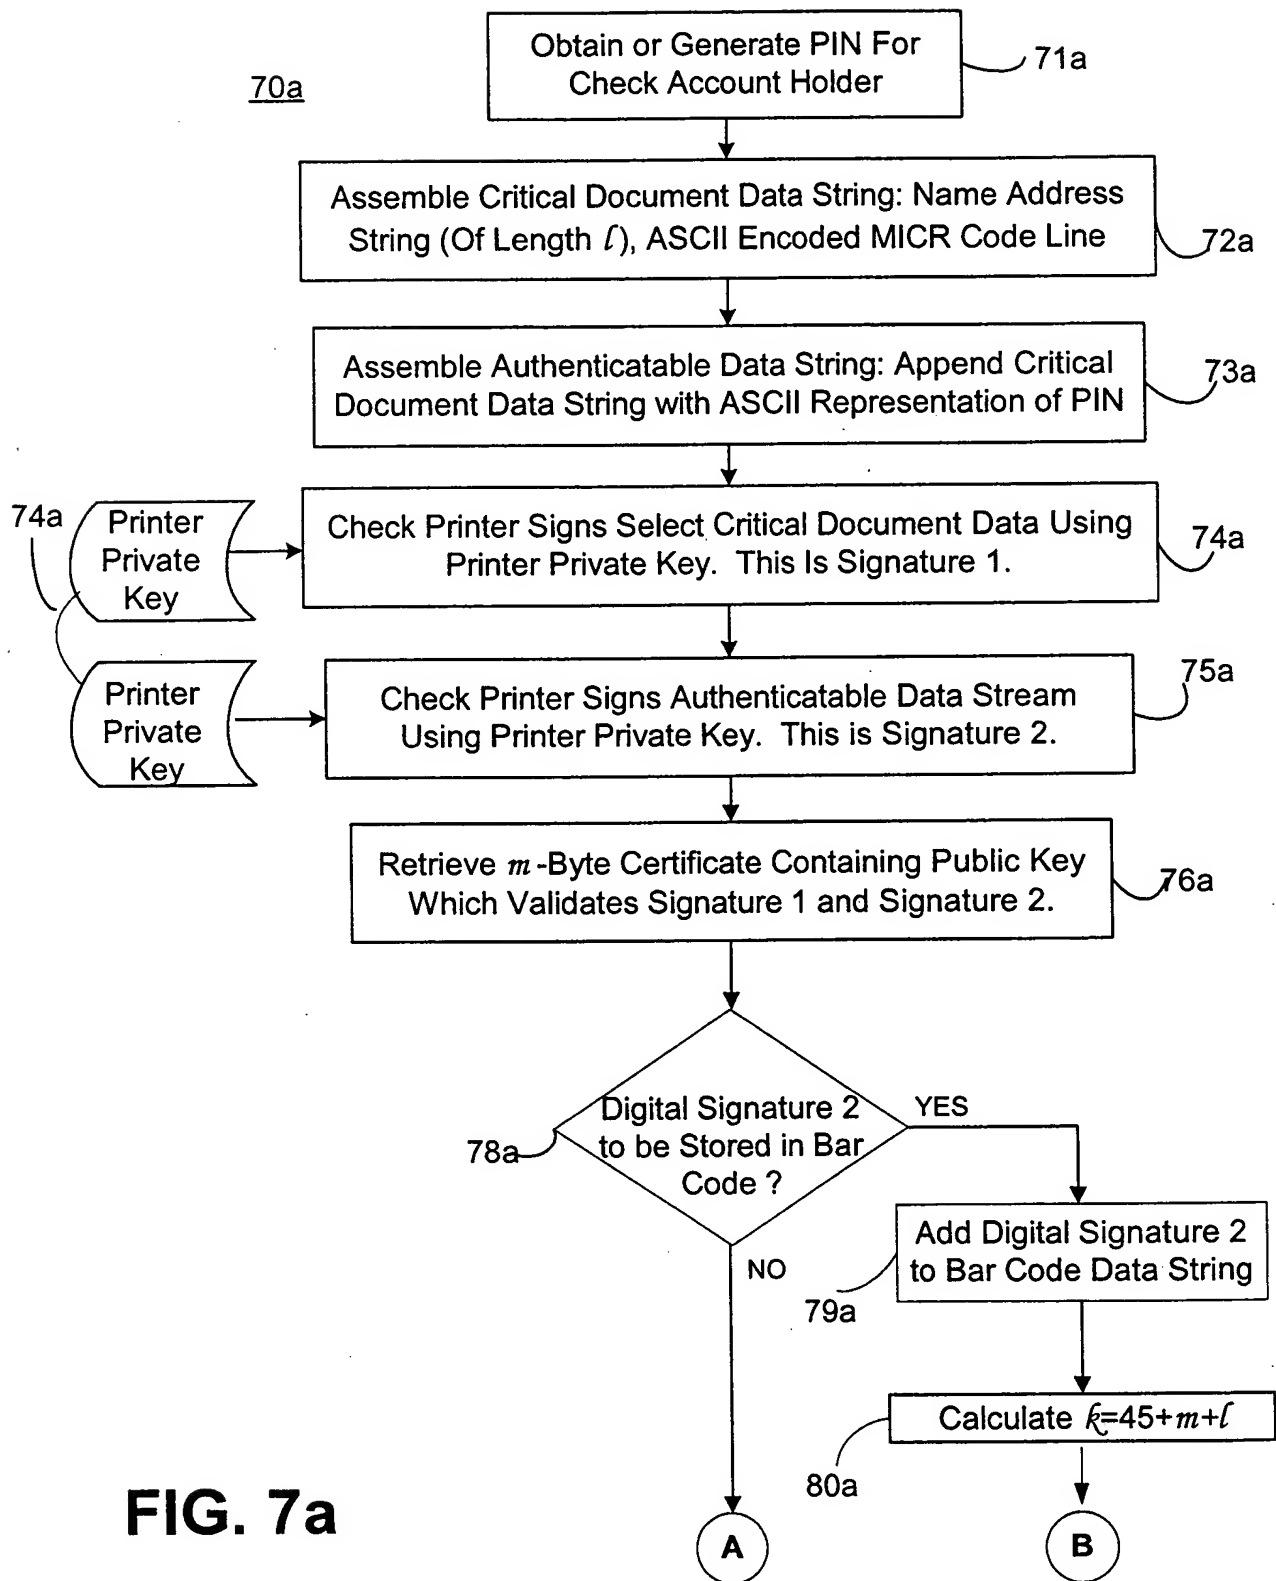 Obtain or Generate PIN For
Check Account Holder
71a
70a
Assemble Critical Document Data String: Name Address
String (Of Length l), ASCII Encoded MICR Code Line
72a
Assemble Authenticatable Data String: Append Critical
Document Data String with ASCII Representation of PIN
73a
74a
Printer
Private
Key
Check Printer Signs Select Critical Document Data Using
Printer Private Key. This Is Signature 1.
74a
Printer
Private
Key
Check Printer Signs Authenticatable Data Stream
Using Printer Private Key. This is Signature 2.
75a
Retrieve m-Byte Certificate Containing Public Key
Which Validates Signature 1 and Signature 2.
76a
Digital Signature 2
to be Stored in Bar
Code ?
78a
YES
NO
Add Digital Signature 2
to Bar Code Data String
79a
Calculate k=45+m+l
80a
FIG. 7a
A
B